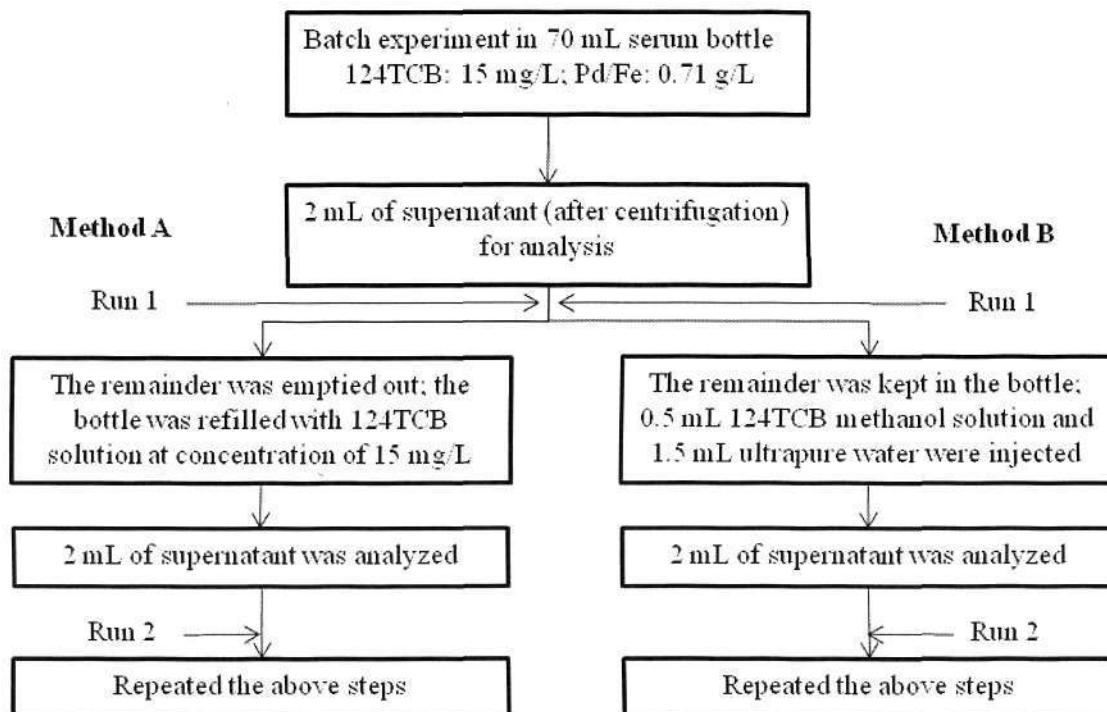 Batch experiment in 70 mL serum bottle
124TCB: 15 mg/L; Pd/Fe: 0.71 g/L
2 mL of supernatant (after centrifugation)
for analysis
Method A
Method B
Run 1
Run 1
The remainder was emptied out; the
bottle was refilled with 124TCB
solution at concentration of 15 mg/L
The remainder was kept in the bottle;
0.5 mL 124TCB methanol solution and
1.5 mL ultrapure water were injected
2 mL of supernatant was analyzed
2 mL of supernatant was analyzed
Run 2
Run 2
Repeated the above steps
Repeated the above steps